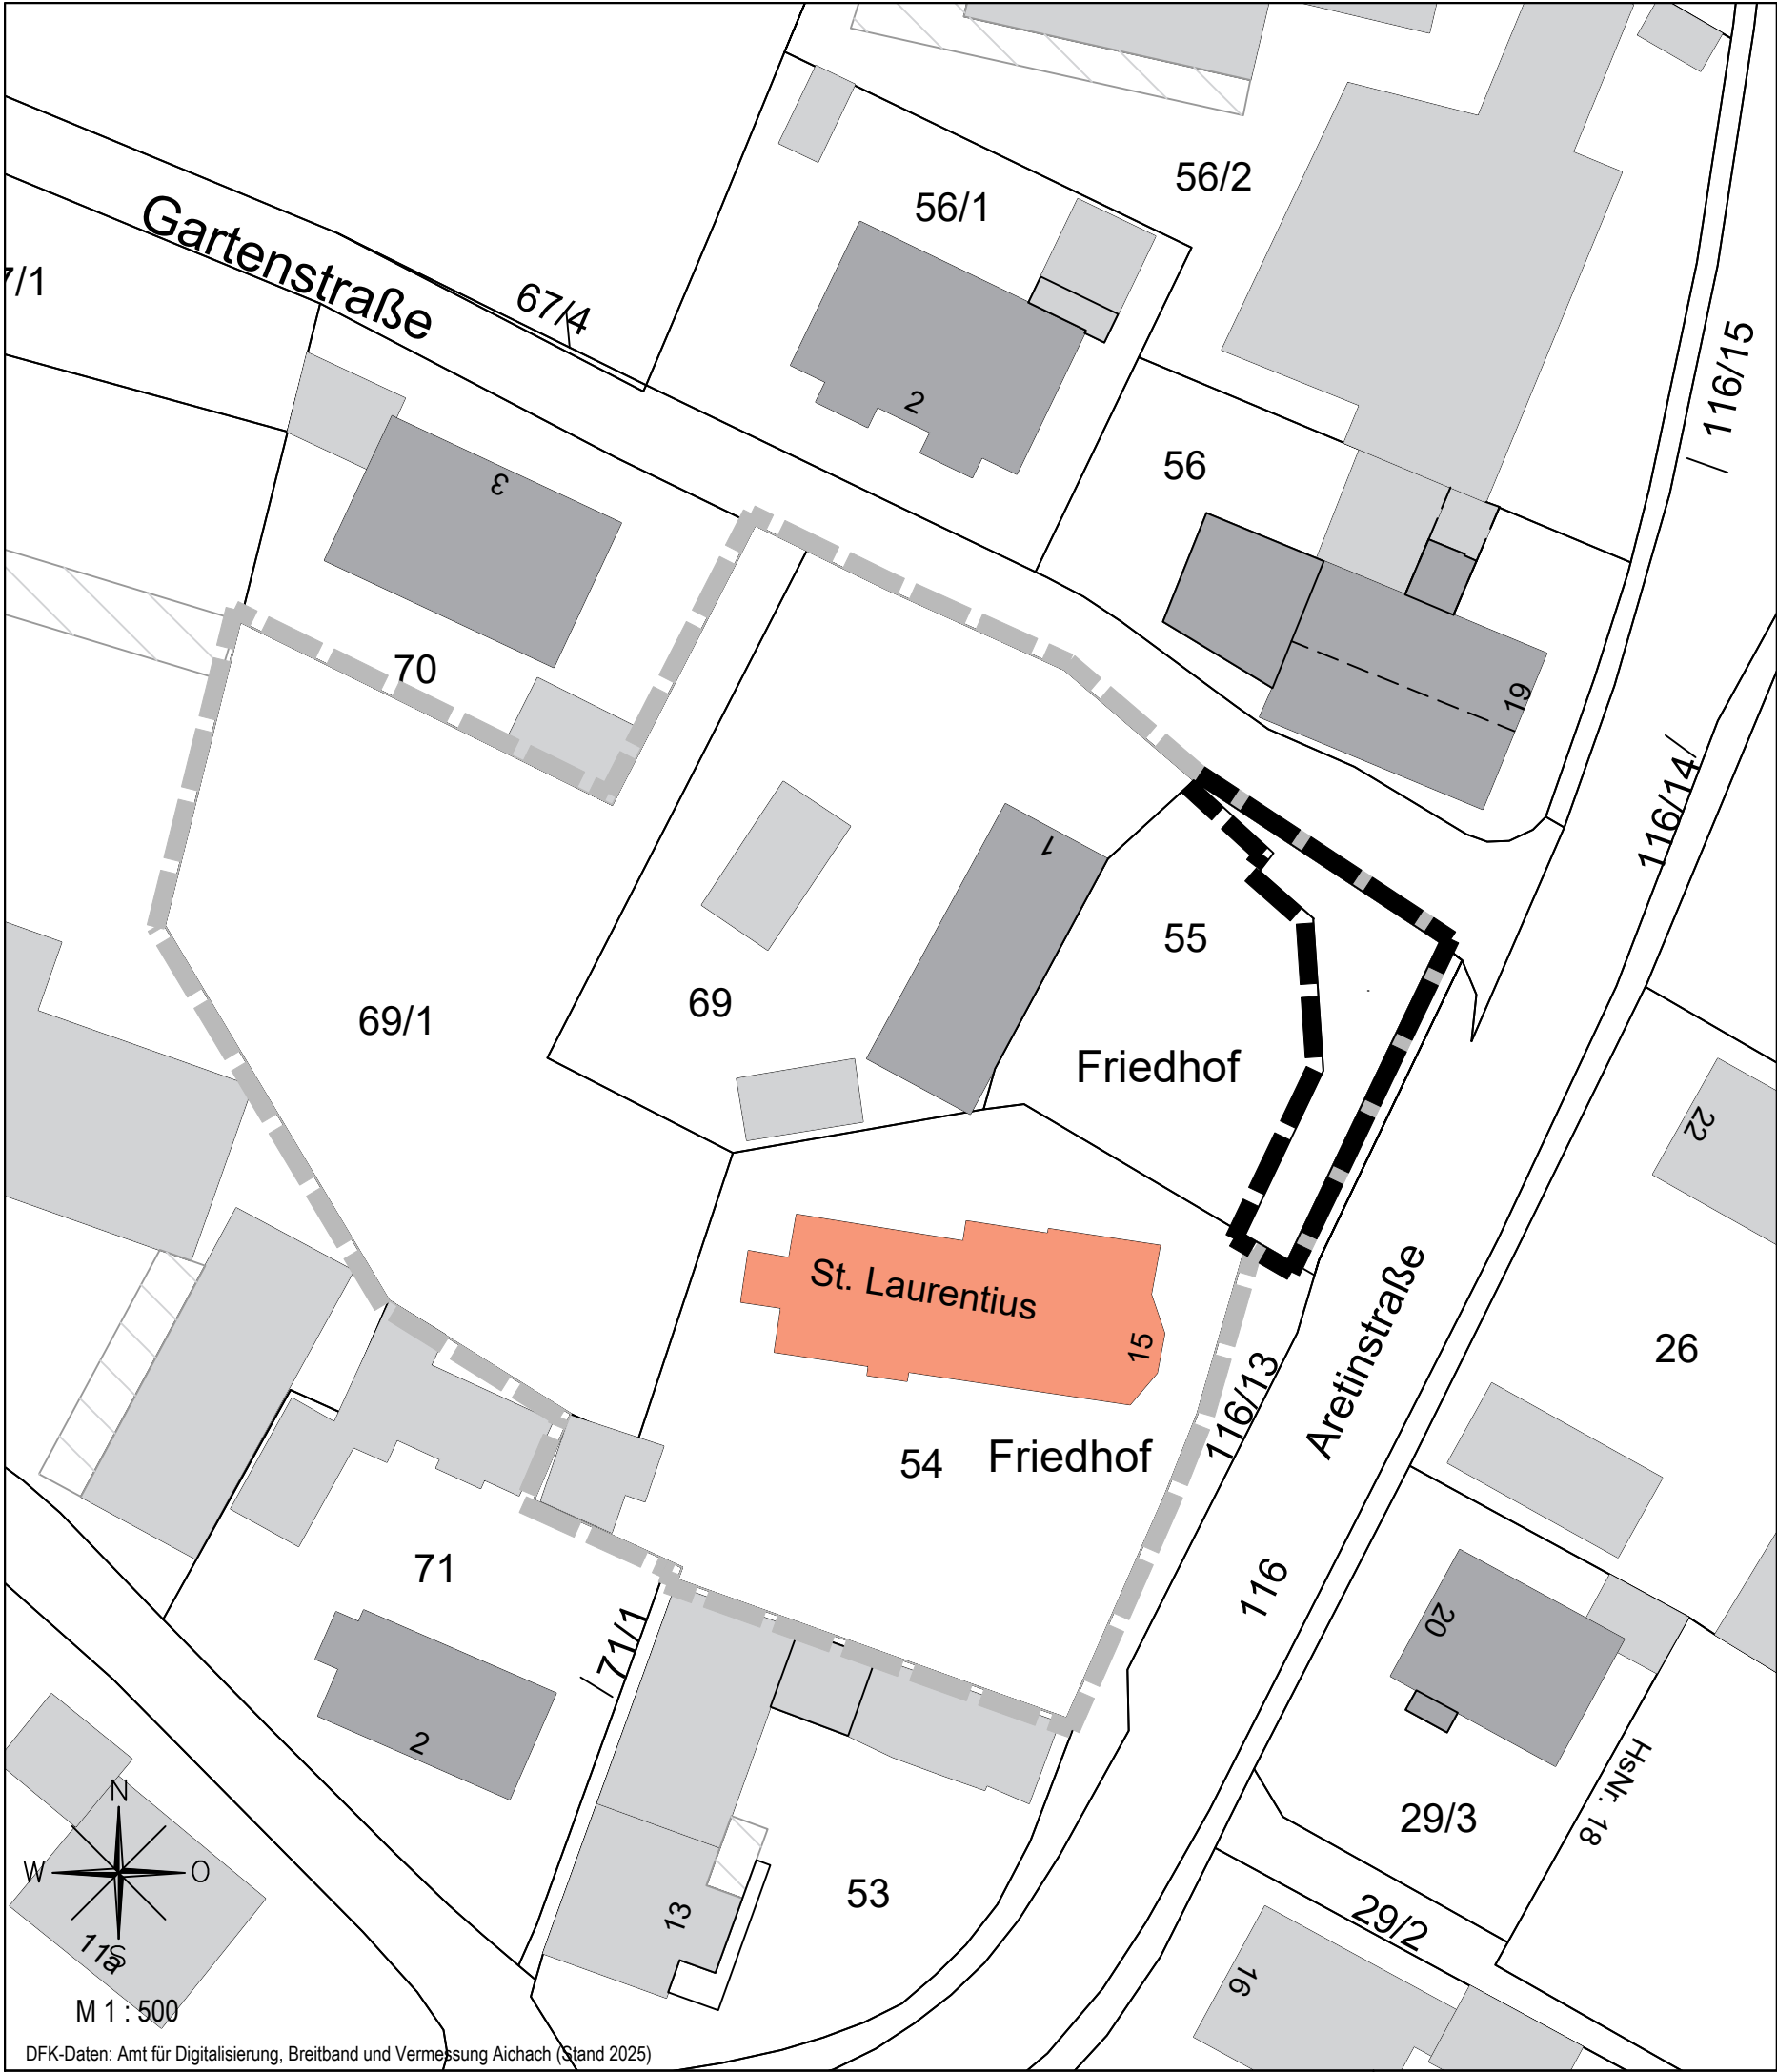 56/2
56/1
Gartenstraße
7/1
67/4
116/15
2
56
3
70
19
116/14
1
55
69
69/1
Friedhof
22
St. Laurentius
15
26
116/13
Aretinstraße
54
Friedhof
71
116
20
71/1
2
HsNr. 18
29/3
N
W
O
S
53
13
29/2
11a
16
M 1 : 500
DFK-Daten: Amt für Digitalisierung, Breitband und Vermessung Aichach (Stand 2025)